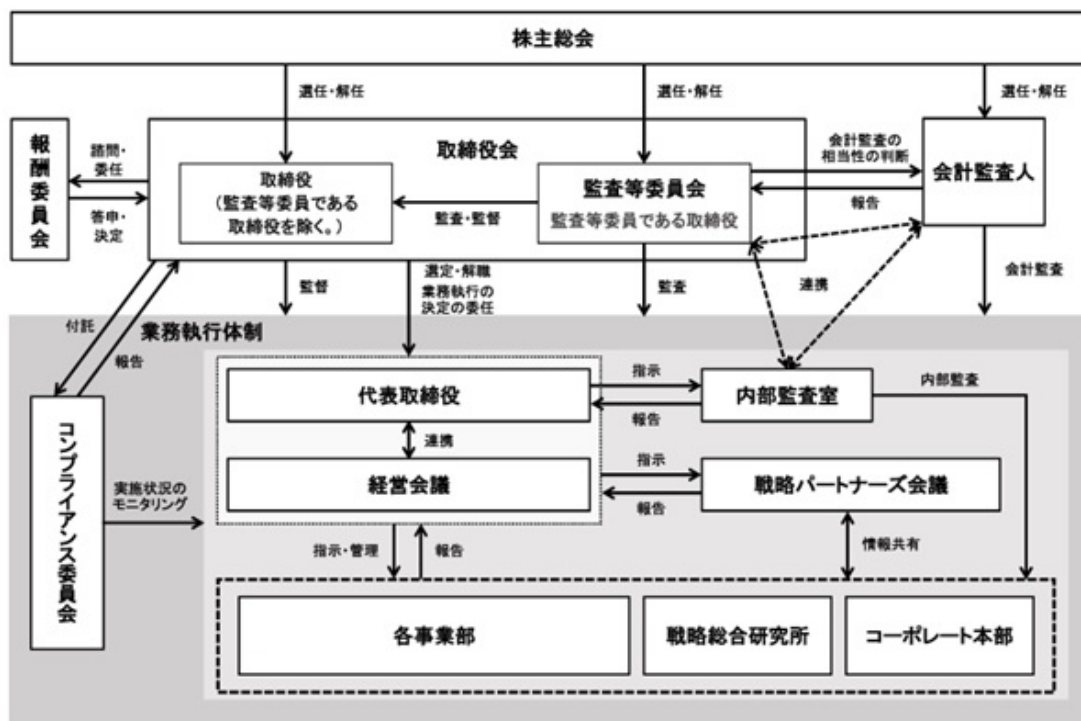 株主総会
選任・解任
選任・解任
選任・解任
報酬委員会
諮問・
委任
答申・
決定
取締役会
取締役
（監査等委員である
取締役を除く。）
監査・監督
監査等委員会
監査等委員である取締役
会計監査の
相当性の判断
報告
会計監査人
付託
報告
監督
選定・解職
業務執行の
決定の委任
監査
連携
会計監査
業務執行体制
代表取締役
連携
経営会議
指示
報告
内部監査室
内部監査
指示
報告
戦略パートナーズ会議
コンプライアンス委員会
実施状況の
モニタリング
指示・管理
報告
情報共有
各事業部
戦略総合研究所
コーポレート本部